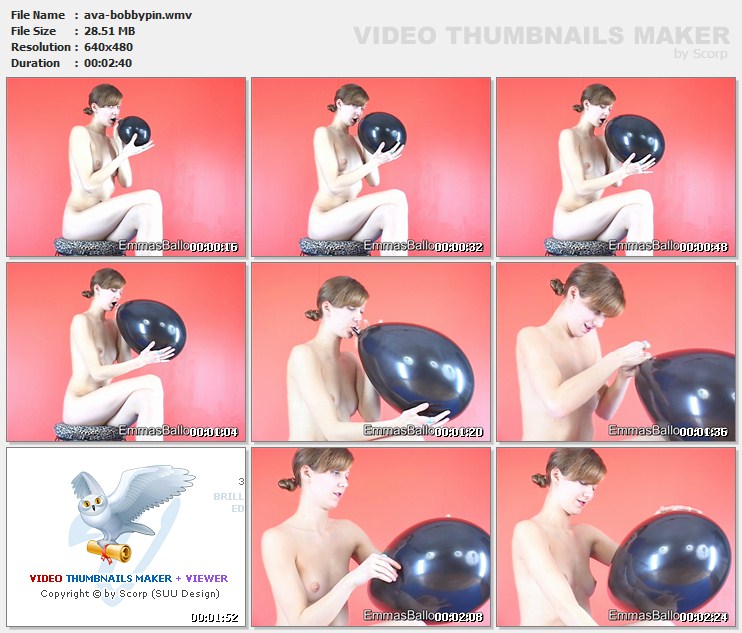 File Name : ava-bobbypin.wmv
File Size : 28.51 MB
Resolution : 640x480
Duration : 00:02:40
VIDEO THUMBNAILS MAKER
by Scorp
EmmasBallo
00:00:16
EmmasBallo
00:00:32
EmmasBallo
00:00:48
EmmasBallo
00:01:04
EmmasBallo
00:01:20
EmmasBallo
00:01:36
3
BRILL
ED
VIDEO THUMBNAILS MAKER + VIEWER
Copyright © by Scorp (SUU Design)
00:01:52
EmmasBallo
00:02:08
EmmasBallo
00:02:24